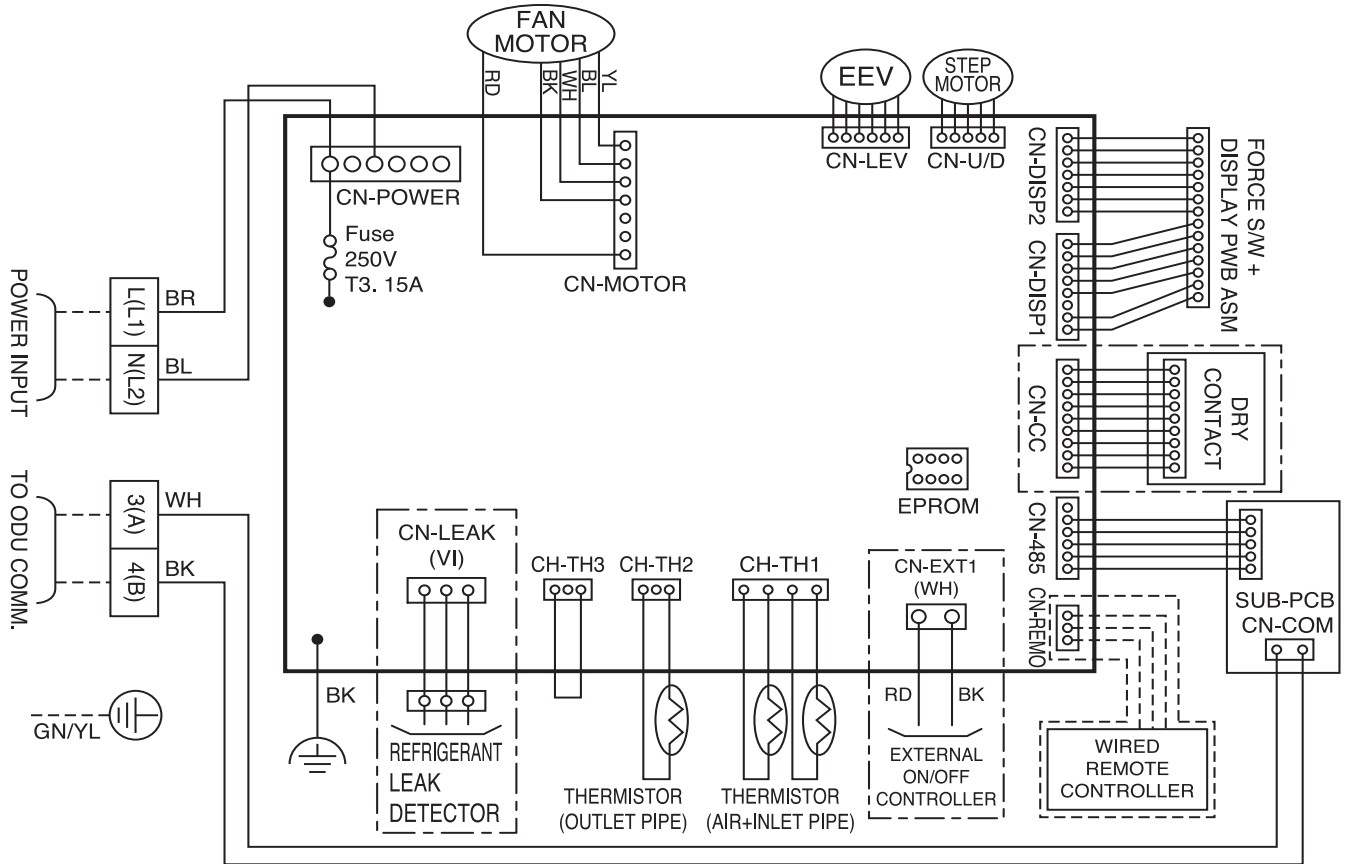 FAN
MOTOR
RD
BK
WH
BL
YL
EEV
STEP
MOTOR
CN-LEV
CN-U/D
CN-DISP2
FORCE S/W +
DISPLAY PWB ASM
CN-POWER
Fuse
250V
T3. 15A
CN-MOTOR
CN-DISP1
POWER INPUT
L(L1)
BR
N(L2)
BL
CN-CC
DRY
CONTACT
EPROM
TO ODU COMM.
3(A)
WH
4(B)
BK
CN-LEAK
(VI)
CH-TH3
CH-TH2
CH-TH1
CN-EXT1
(WH)
CN-485
CN-REMO
SUB-PCB
CN-COM
GN/YL
BK
REFRIGERANT
LEAK
DETECTOR
THERMISTOR
(OUTLET PIPE)
THERMISTOR
(AIR+INLET PIPE)
RD
BK
EXTERNAL
ON/OFF
CONTROLLER
WIRED
REMOTE
CONTROLLER